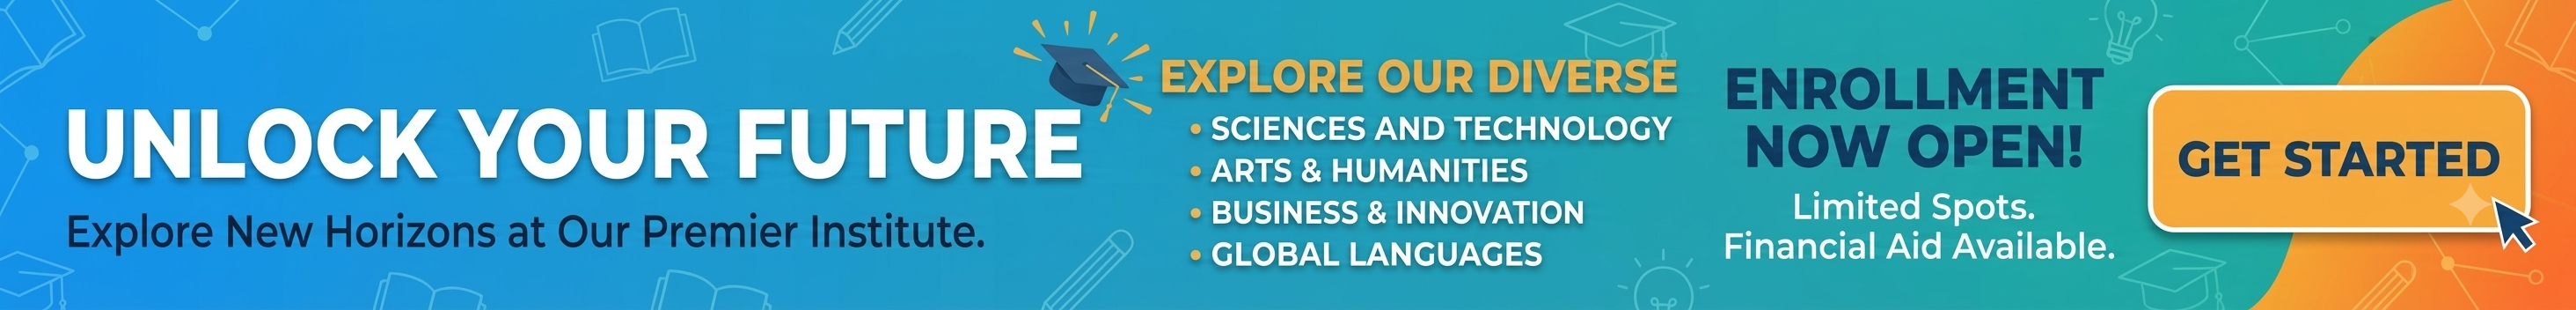 UNLOCK YOUR FUTURE
Explore New Horizons at Our Premier Institute.
EXPLORE OUR DIVERSE
• SCIENCES AND TECHNOLOGY
• ARTS & HUMANITIES
• BUSINESS & INNOVATION
• GLOBAL LANGUAGES
ENROLLMENT
NOW OPEN!
Limited Spots.
Financial Aid Available.
GET STARTED